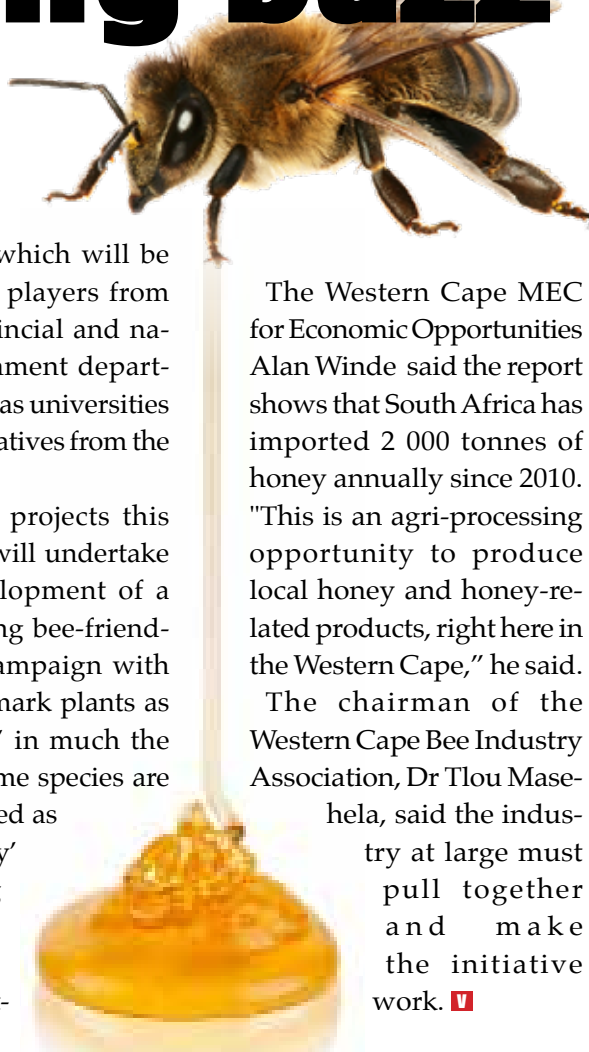 ng buzz
which will be
players from
incial and na-
nment depart-
as universities
atives from the
projects this
will undertake
lopment of a
ng bee-friend-
ampaign with
mark plants as
’ in much the
me species are
ed as
y’
-
The Western Cape MEC
for Economic Opportunities
Alan Winde said the report
shows that South Africa has
imported 2 000 tonnes of
honey annually since 2010.
"This is an agri-processing
opportunity to produce
local honey and honey-re-
lated products, right here in
the Western Cape,” he said.
The chairman of the
Western Cape Bee Industry
Association, Dr Tlou Mase-
hela, said the indus-
try at large must
pull together
and make
the initiative
work. V